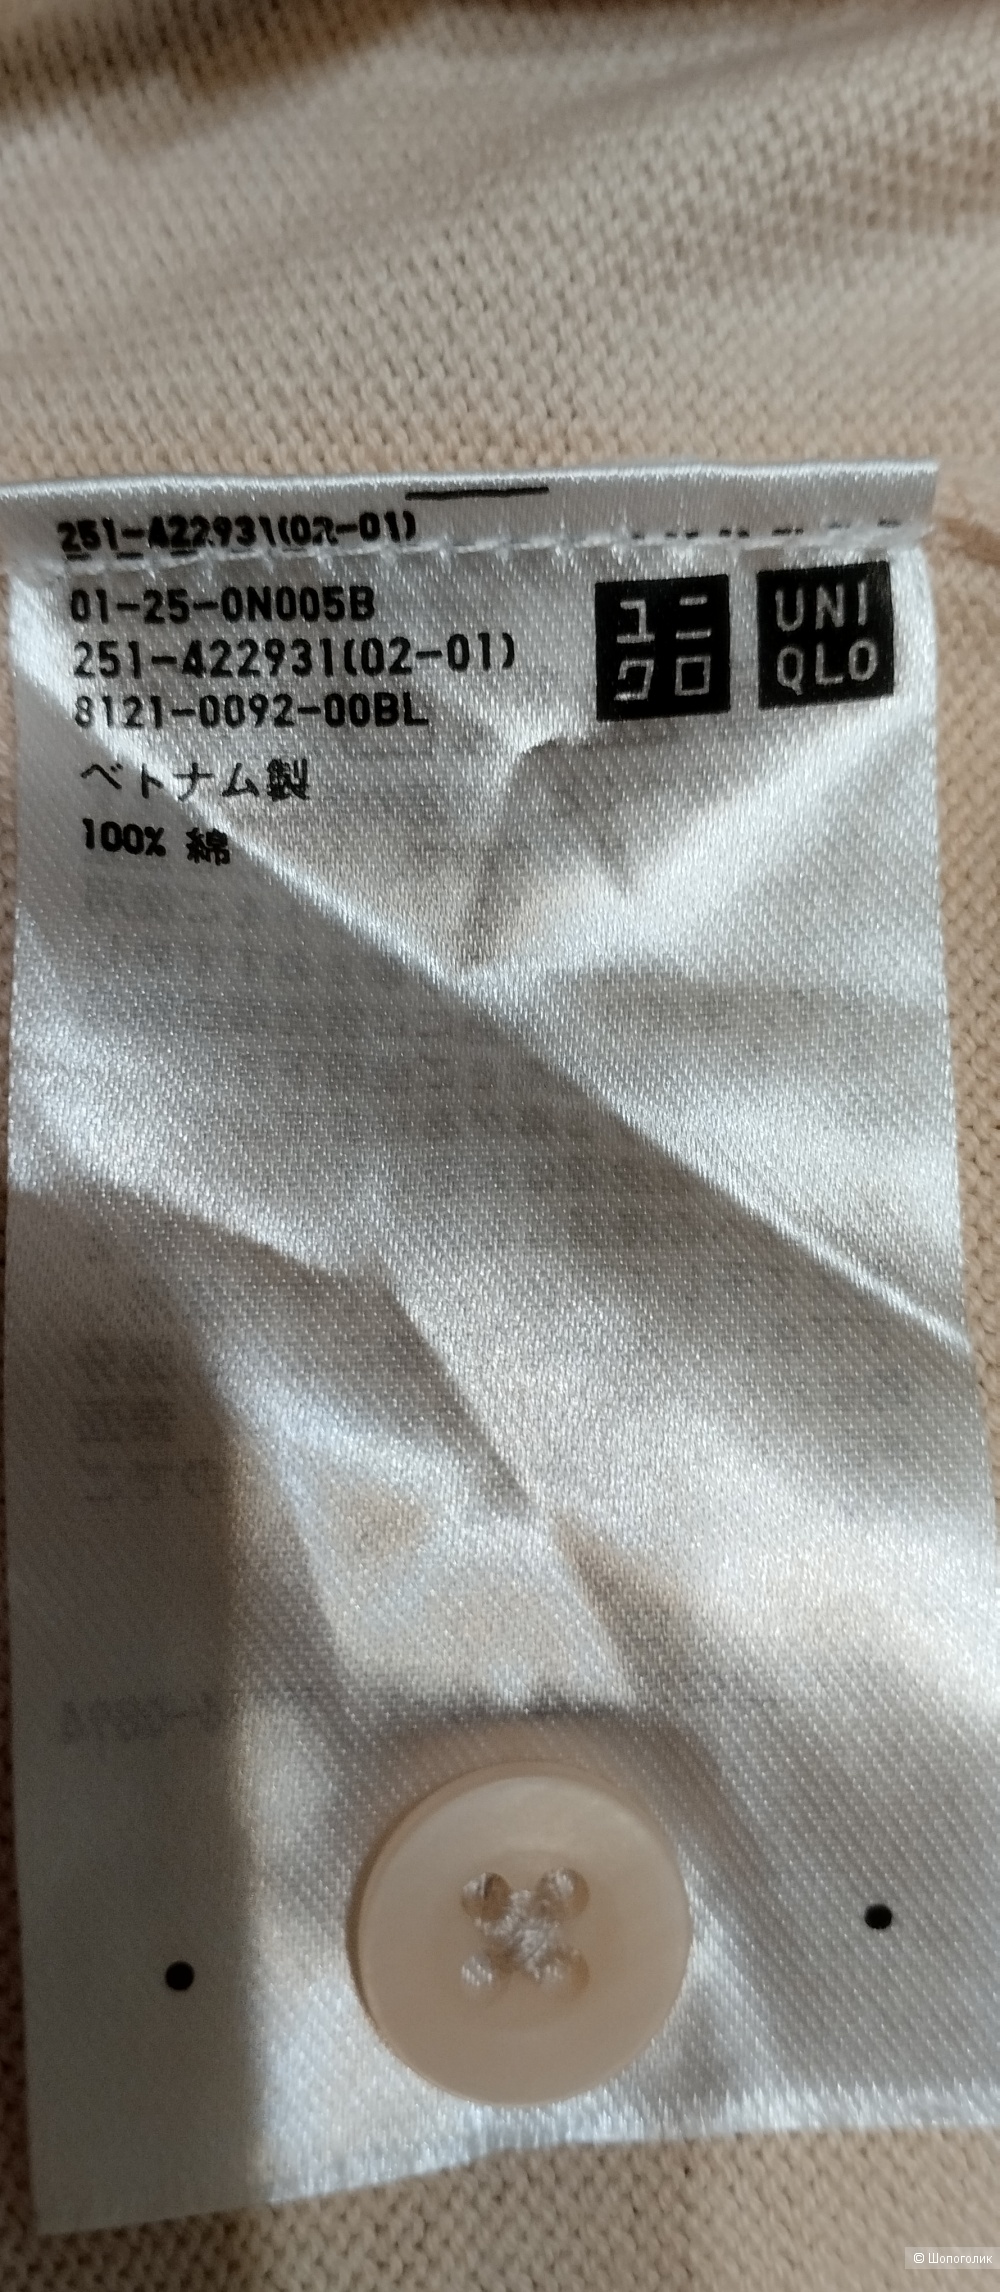 251-422931(02-01)
01-25-0N005B
251-422931(02-01)
8121-0092-00BL
ユニ
クロ
UNI
QLO
ベトナム製
100% 綿
© Шопоголик